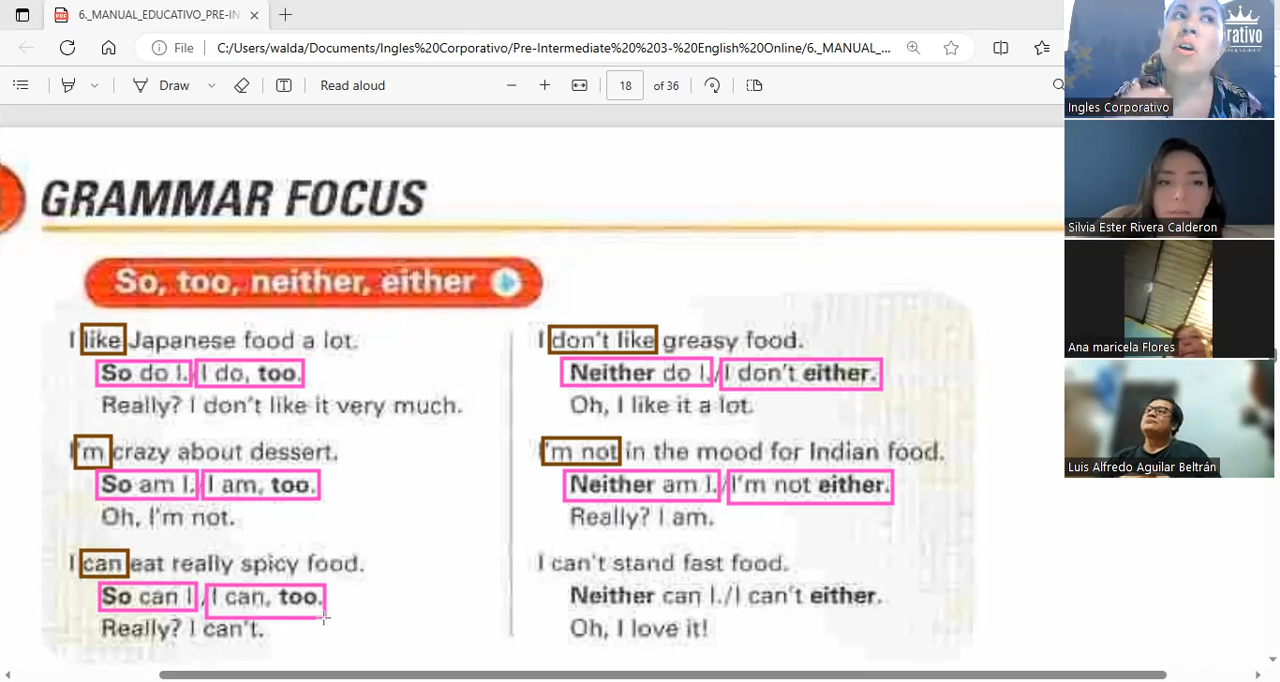 6._MANUAL_EDUCATIVO_PRE-IN
File
C:/Users/walda/Documents/Ingles%20Corporativo/Pre-Intermediate%20%203-%20English%20Online/6._MANUAL_...
Draw
Read aloud
18 of 36
GRAMMAR FOCUS
So, too, neither, either
I like Japanese food a lot.
So do I./I do, too.
Really? I don't like it very much.
I'm crazy about dessert.
So am I./I am, too.
Oh, I'm not.
I can eat really spicy food.
So can I./I can, too.
Really? I can't.
I don't like greasy food.
Neither do I./I don't either.
Oh, I like it a lot.
I'm not in the mood for Indian food.
Neither am I./I'm not either.
Really? I am.
I can't stand fast food.
Neither can I./I can't either.
Oh, I love it!
rativo
Ingles Corporativo
Silvia Ester Rivera Calderon
Ana maricela Flores
Luis Alfredo Aguilar Beltrán